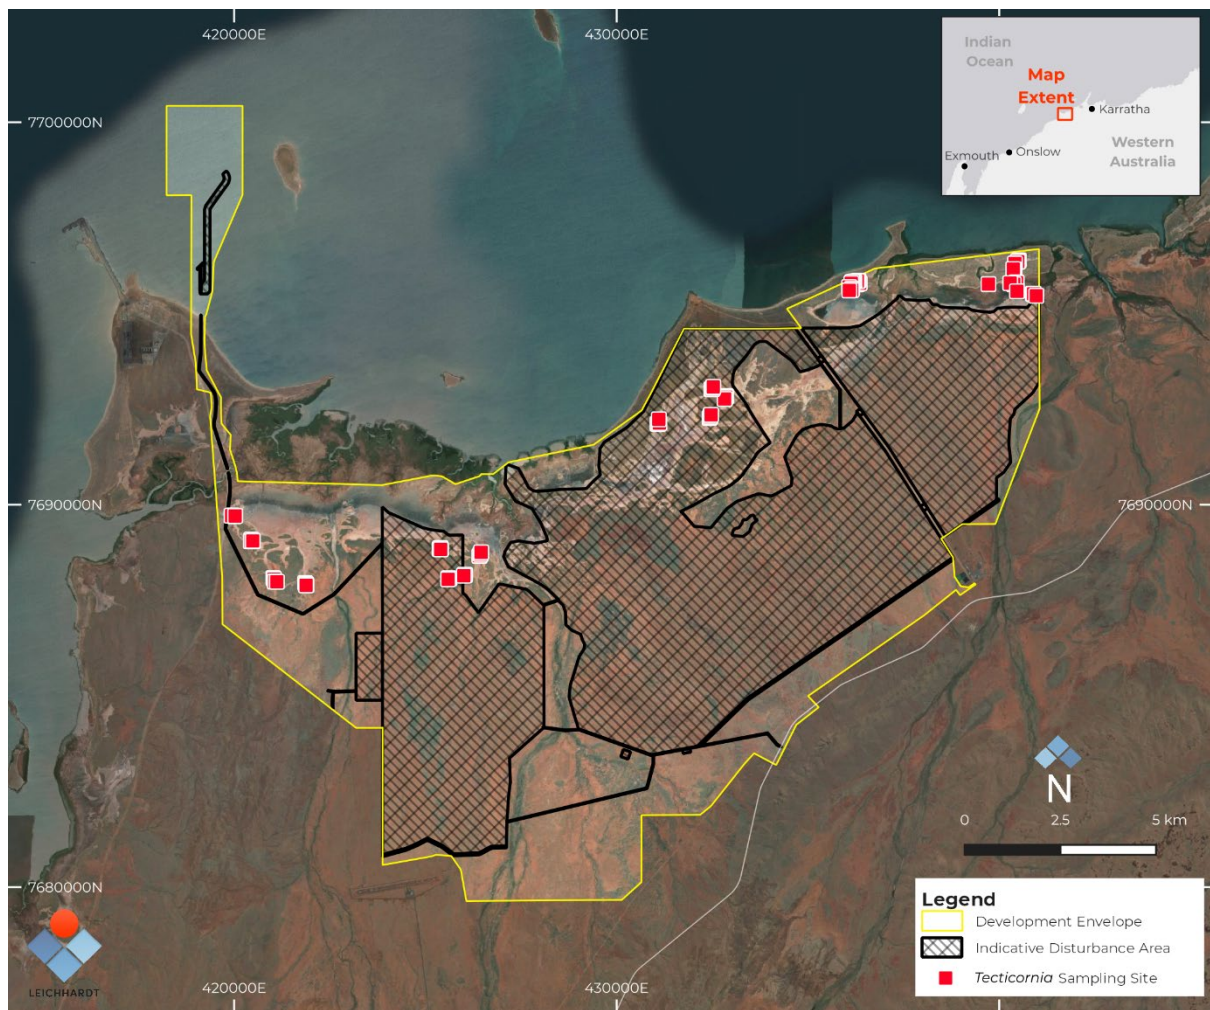 420000E
430000E
Indian
Ocean
Map
Extent
Karratha
Western
Australia
Onslow
Exmouth
7700000N
7690000N
7690000N
7680000N
N
0 2.5 5 km
Legend
Development Envelope
Indicative Disturbance Area
Tecticornia Sampling Site
LEICHHARDT
420000E
430000E